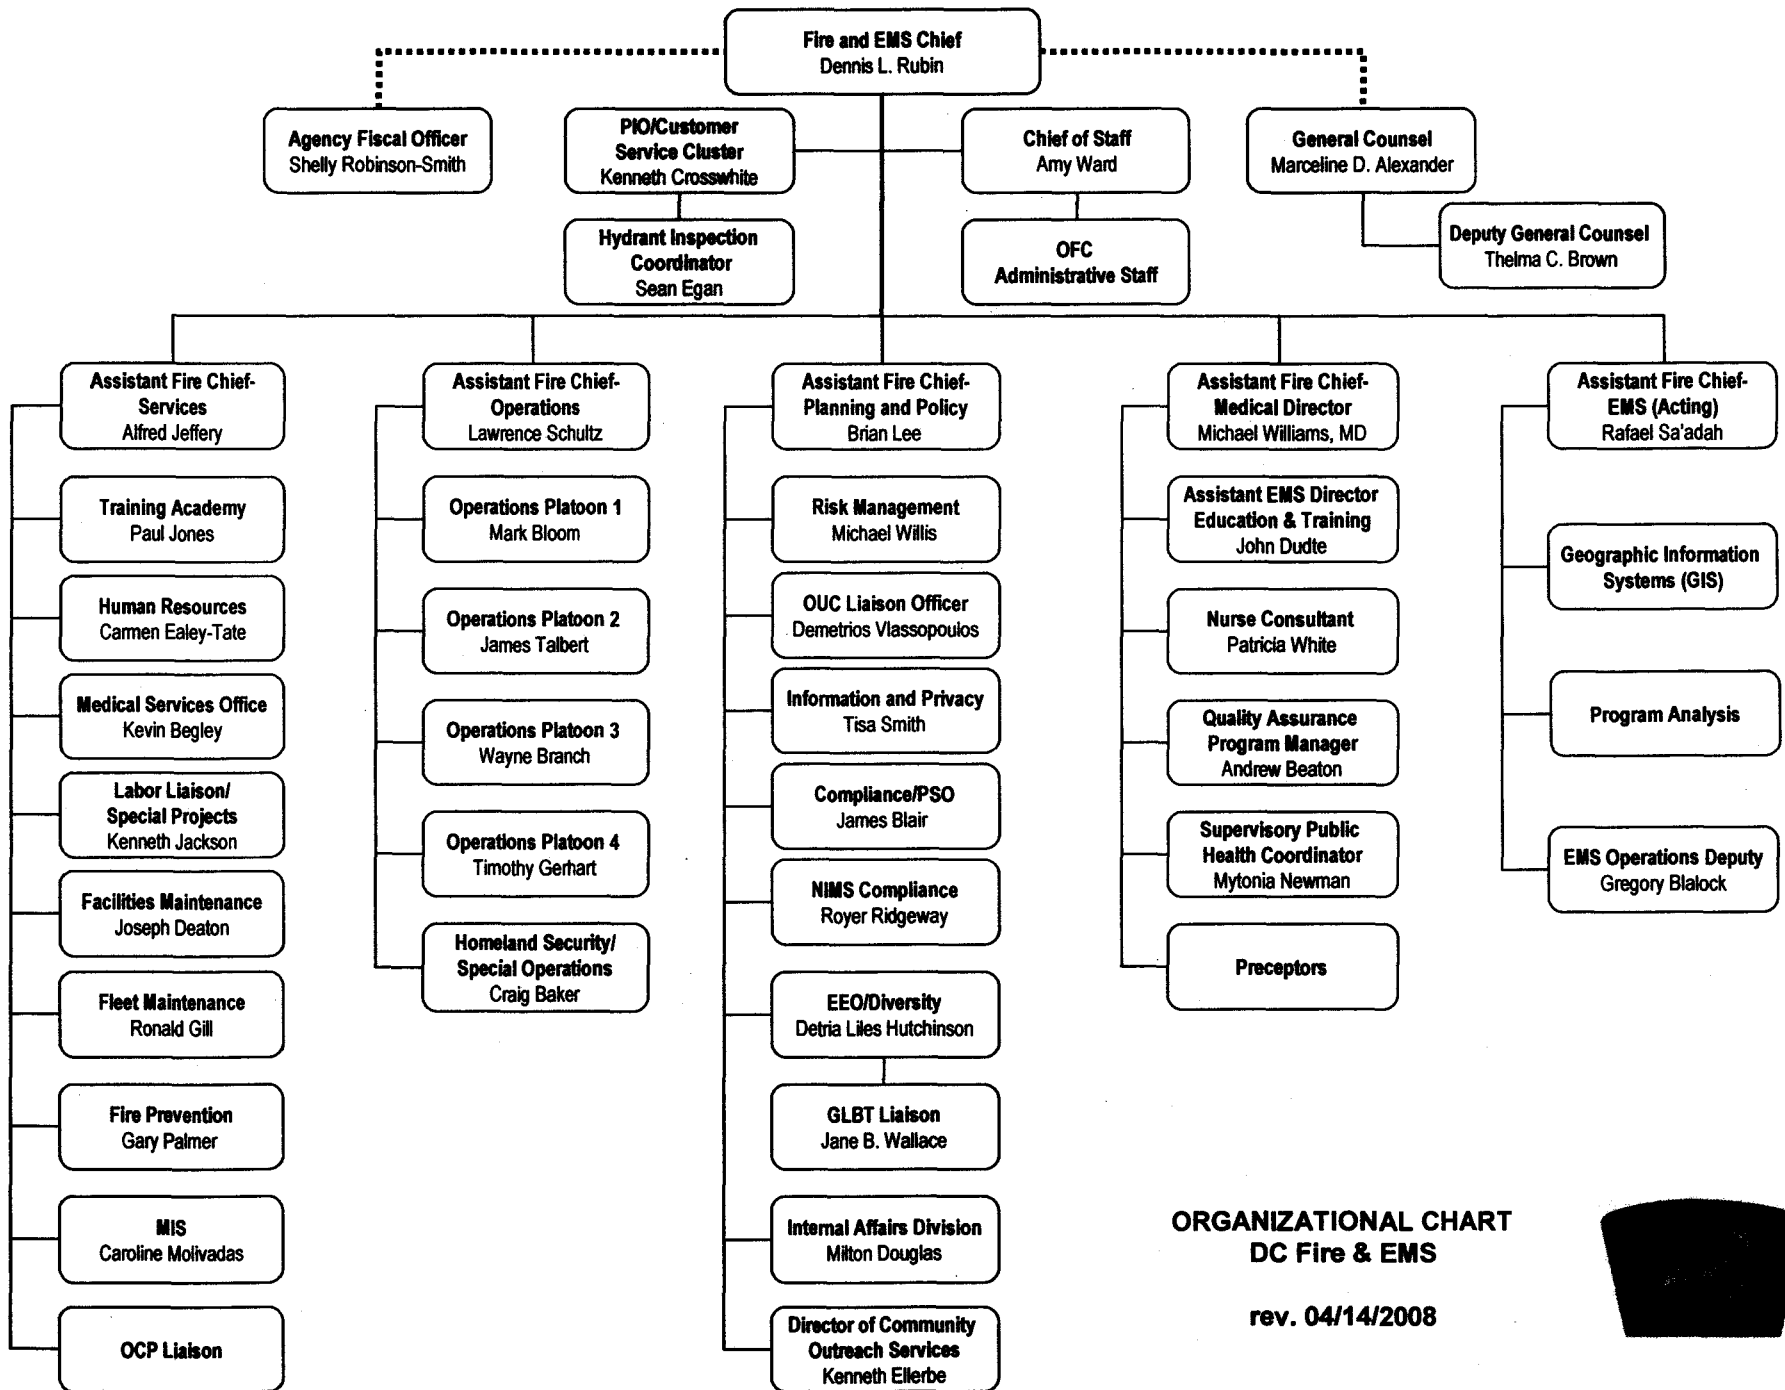 Fire and EMS Chief
Dennis L. Rubin
Agency Fiscal Officer
Shelly Robinson-Smith
PIO/Customer
Service Cluster
Kenneth Crosswhite
Chief of Staff
Amy Ward
General Counsel
Marceline D. Alexander
Hydrant Inspection
Coordinator
Sean Egan
OFC
Administrative Staff
Deputy General Counsel
Thelma C. Brown
Assistant Fire Chief-
Services
Alfred Jeffery
Training Academy
Paul Jones
Human Resources
Carmen Ealey-Tate
Medical Services Office
Kevin Begley
Labor Liaison/
Special Projects
Kenneth Jackson
Facilities Maintenance
Joseph Deaton
Fleet Maintenance
Ronald Gill
Fire Prevention
Gary Palmer
MIS
Caroline Molivadas
OCP Liaison
Assistant Fire Chief-
Operations
Lawrence Schultz
Operations Platoon 1
Mark Bloom
Operations Platoon 2
James Talbert
Operations Platoon 3
Wayne Branch
Operations Platoon 4
Timothy Gerhart
Homeland Security/
Special Operations
Craig Baker
Assistant Fire Chief-
Planning and Policy
Brian Lee
Risk Management
Michael Willis
OUC Liaison Officer
Demetrios Vlassopoulos
Information and Privacy
Tisa Smith
Compliance/PSO
James Blair
NIMS Compliance
Royer Ridgeway
EEO/Diversity
Detria Liles Hutchinson
GLBT Liaison
Jane B. Wallace
Internal Affairs Division
Milton Douglas
Director of Community
Outreach Services
Kenneth Ellerbe
Assistant Fire Chief-
Medical Director
Michael Williams, MD
Assistant EMS Director
Education & Training
John Dudte
Nurse Consultant
Patricia White
Quality Assurance
Program Manager
Andrew Beaton
Supervisory Public
Health Coordinator
Mytonia Newman
Preceptors
Assistant Fire Chief-
EMS (Acting)
Rafael Sa'adah
Geographic Information
Systems (GIS)
Program Analysis
EMS Operations Deputy
Gregory Blalock
ORGANIZATIONAL CHART
DC Fire & EMS
rev. 04/14/2008